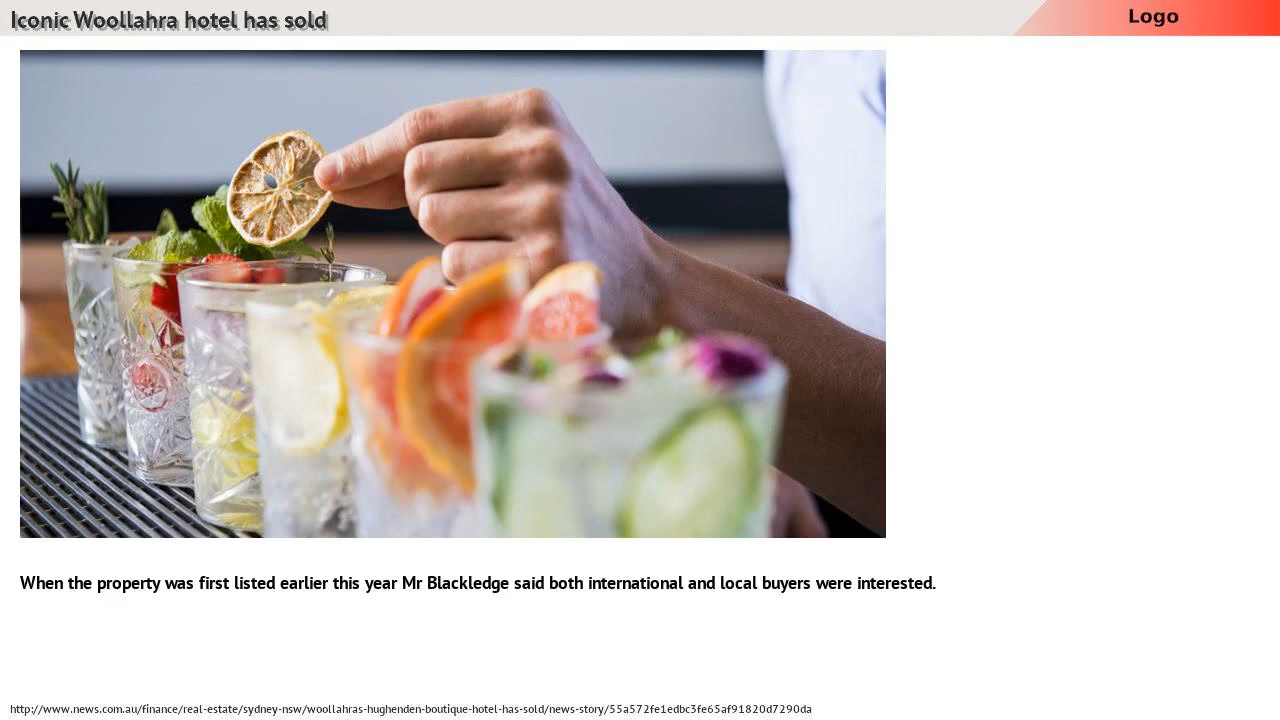 Iconic Woollahra hotel has sold
Logo
When the property was first listed earlier this year Mr Blackledge said both international and local buyers were interested.
http://www.news.com.au/finance/real-estate/sydney-nsw/woollahras-hughenden-boutique-hotel-has-sold/news-story/55a572fe1edbc3fe65af91820d7290da